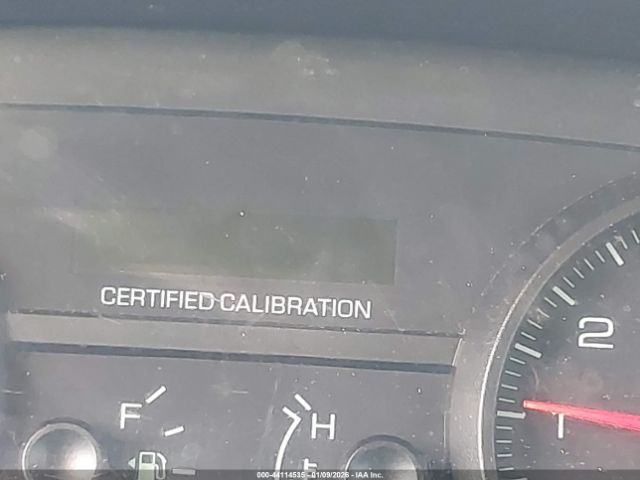 CERTIFIED CALIBRATION
2
F
H
1
000-44114535 - 01/09/2026 - IAA Inc.